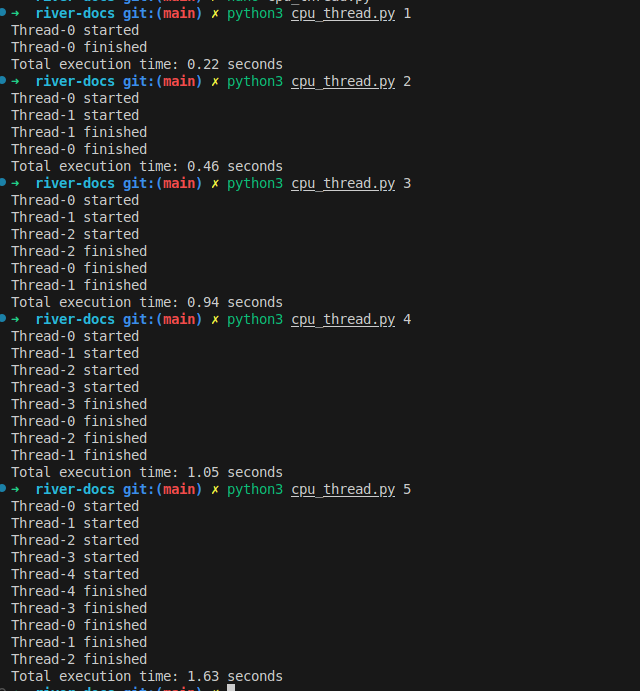 ➜  river-docs git:(main) ✗ python3 cpu_thread.py 1
Thread-0 started
Thread-0 finished
Total execution time: 0.22 seconds
➜  river-docs git:(main) ✗ python3 cpu_thread.py 2
Thread-0 started
Thread-1 started
Thread-1 finished
Thread-0 finished
Total execution time: 0.46 seconds
➜  river-docs git:(main) ✗ python3 cpu_thread.py 3
Thread-0 started
Thread-1 started
Thread-2 started
Thread-2 finished
Thread-0 finished
Thread-1 finished
Total execution time: 0.94 seconds
➜  river-docs git:(main) ✗ python3 cpu_thread.py 4
Thread-0 started
Thread-1 started
Thread-2 started
Thread-3 started
Thread-3 finished
Thread-0 finished
Thread-2 finished
Thread-1 finished
Total execution time: 1.05 seconds
➜  river-docs git:(main) ✗ python3 cpu_thread.py 5
Thread-0 started
Thread-1 started
Thread-2 started
Thread-3 started
Thread-4 started
Thread-4 finished
Thread-3 finished
Thread-0 finished
Thread-1 finished
Thread-2 finished
Total execution time: 1.63 seconds